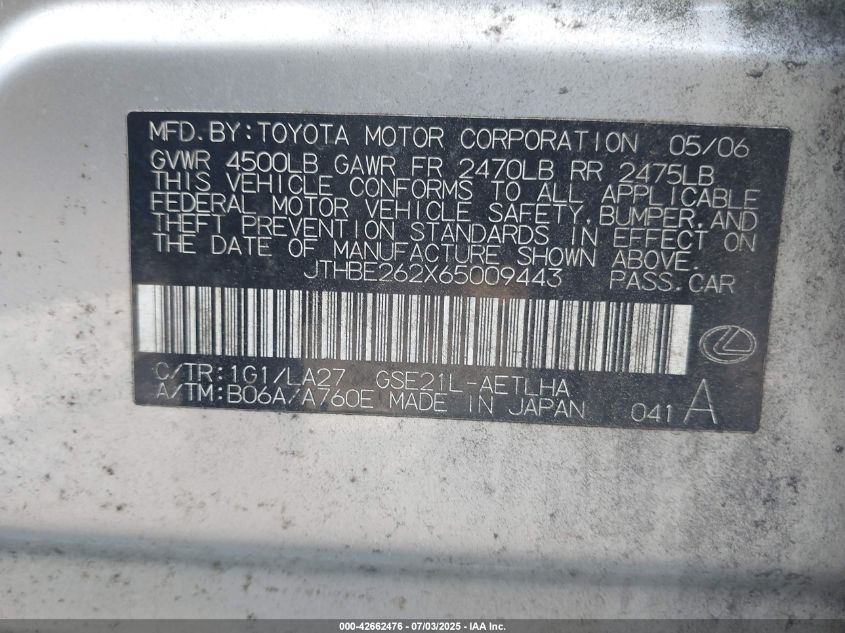 MFD. BY: TOYOTA MOTOR CORPORATION 05/06
GVWR 4500LB GAWR FR 2470LB RR 2475LB
THIS VEHICLE CONFORMS TO ALL APPLICABLE
FEDERAL MOTOR VEHICLE SAFETY, BUMPER, AND
THEFT PREVENTION STANDARDS IN EFFECT ON
THE DATE OF MANUFACTURE SHOWN ABOVE.
JTHBE262X65009443 PASS. CAR
C/TR: 1G1/LA27 GSE21L-AETLHA
A/TM: B06A/A760E MADE IN JAPAN 041 A
000-42662476 - 07/03/2025 - IAA Inc.